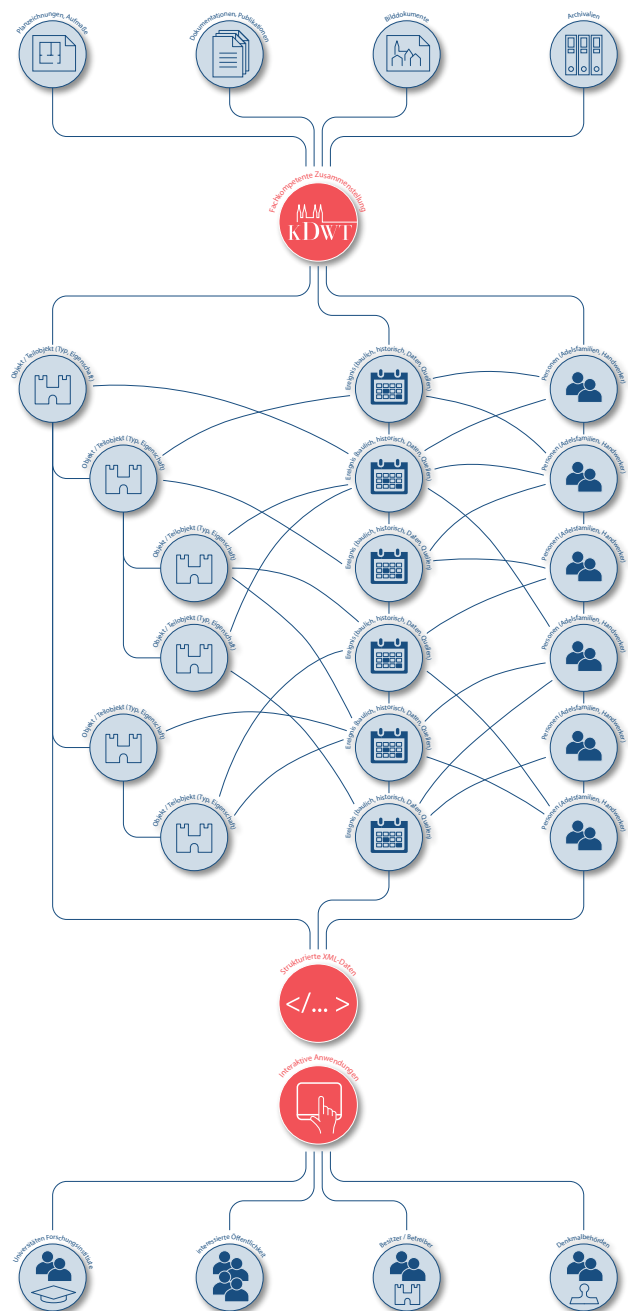 Planzeichnungen, Aufmaße
Dokumentationen, Publikationen
Bilddokumente
Archivalien
Fachkompetente Zusammenstellung
KDWT
Objekt / Teilobjekt (Typ, Eigenschaft)
Ereignis (baulich, historisch, Daten, Quellen)
Personen (Adelsfamilien, Handwerker)
Objekt / Teilobjekt (Typ, Eigenschaft)
Ereignis (baulich, historisch, Daten, Quellen)
Personen (Adelsfamilien, Handwerker)
Objekt / Teilobjekt (Typ, Eigenschaft)
Ereignis (baulich, historisch, Daten, Quellen)
Personen (Adelsfamilien, Handwerker)
Objekt / Teilobjekt (Typ, Eigenschaft)
Ereignis (baulich, historisch, Daten, Quellen)
Personen (Adelsfamilien, Handwerker)
Objekt / Teilobjekt (Typ, Eigenschaft)
Ereignis (baulich, historisch, Daten, Quellen)
Personen (Adelsfamilien, Handwerker)
Objekt / Teilobjekt (Typ, Eigenschaft)
Ereignis (baulich, historisch, Daten, Quellen)
Personen (Adelsfamilien, Handwerker)
Strukturierte XML-Daten
</... >
Interaktive Anwendungen
Universitäten Forschungsinstitute
Interessierte Öffentlichkeit
Besitzer / Betreiber
Denkmalbehörden